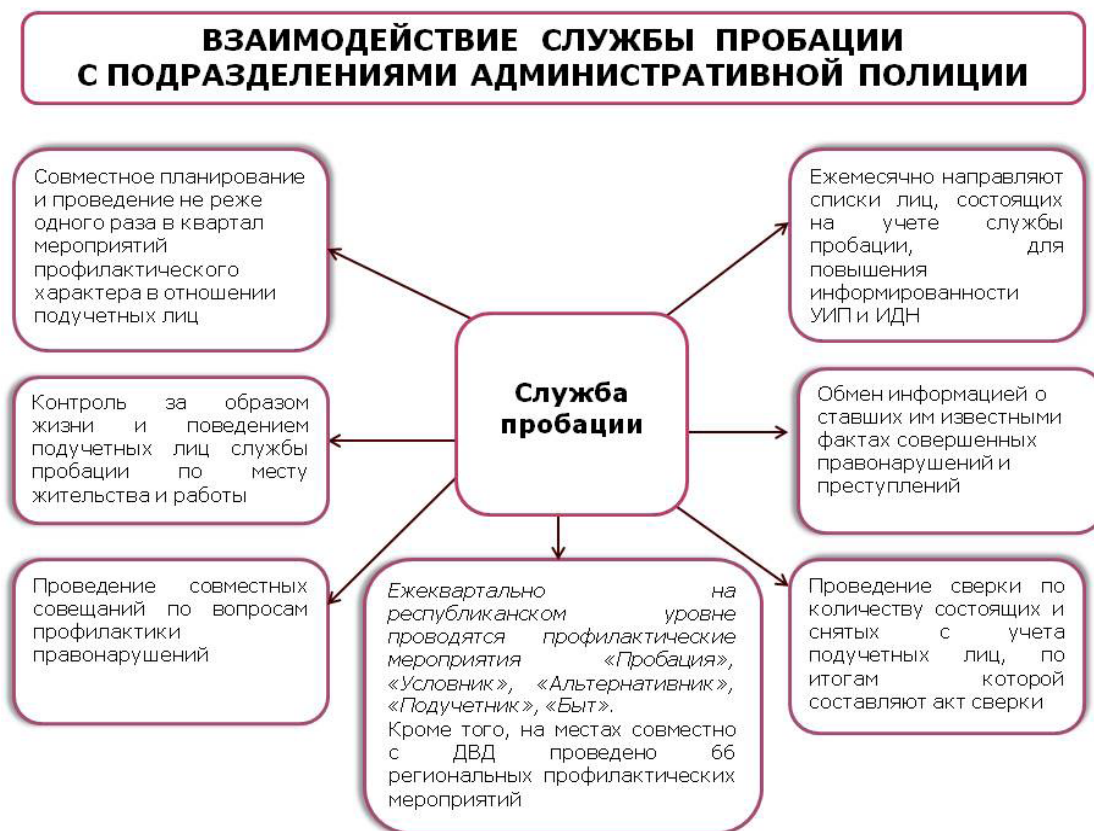 ВЗАИМОДЕЙСТВИЕ СЛУЖБЫ ПРОБАЦИИ
С ПОДРАЗДЕЛЕНИЯМИ АДМИНИСТРАТИВНОЙ ПОЛИЦИИ
Совместное планирование
и проведение не реже
одного раза в квартал
мероприятий
профилактического
характера в отношении
подучетных лиц
Ежемесячно направляют
списки лиц, состоящих
на учете службы
пробации, для
повышения
информированности
УИП и ИДН
Служба
пробации
Контроль за образом
жизни и поведением
подучетных лиц службы
пробации по месту
жительства и работы
Обмен информацией о
ставших им известными
фактах совершенных
правонарушений и
преступлений
Проведение совместных
совещаний по вопросам
профилактики
правонарушений
Ежеквартально на
республиканском уровне
проводятся профилактические
мероприятия «Пробация»,
«Условник», «Альтернативник»,
«Подучетник», «Быт».
Кроме того, на местах совместно
с ДВД проведено 66
региональных профилактических
мероприятий
Проведение сверки по
количеству состоящих и
снятых с учета
подучетных лиц, по
итогам которой
составляют акт сверки